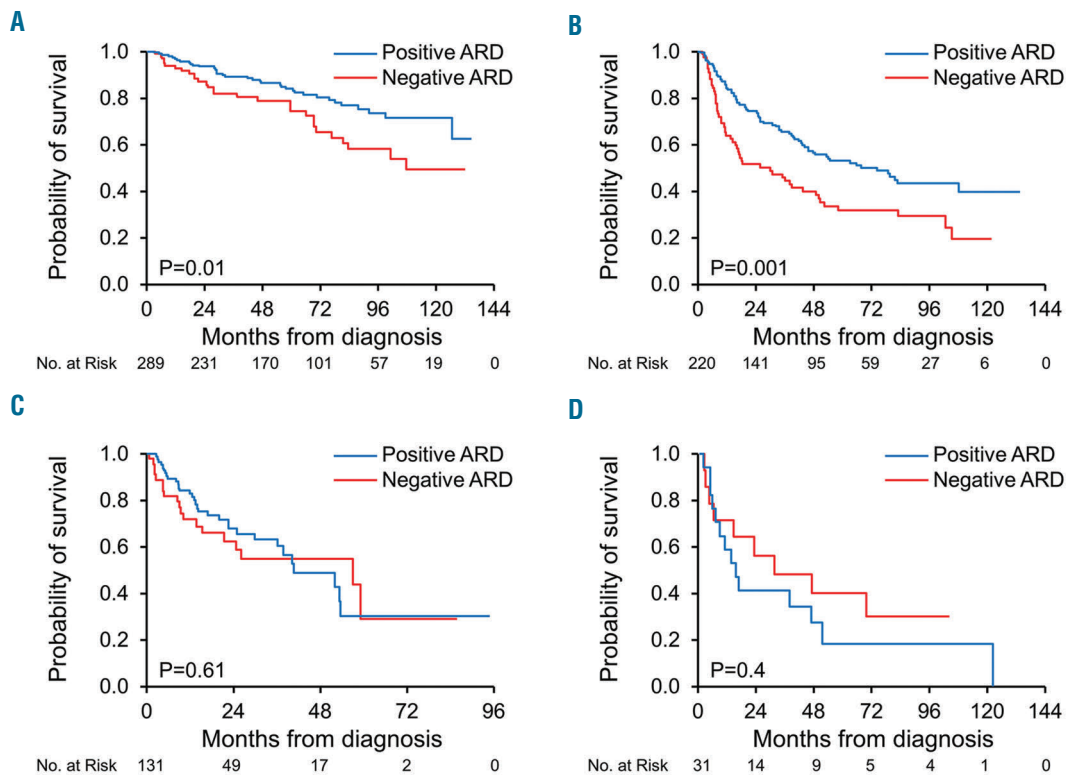 A
Probability of survival
1.0
0.8
0.6
0.4
0.2
0.0
Positive ARD
Negative ARD
P=0.01
0 24 48 72 96 120 144
Months from diagnosis
No. at Risk 289 231 170 101 57 19 0
B
Probability of survival
1.0
0.8
0.6
0.4
0.2
0.0
Positive ARD
Negative ARD
P=0.001
0 24 48 72 96 120 144
Months from diagnosis
No. at Risk 220 141 95 59 27 6 0
C
Probability of survival
1.0
0.8
0.6
0.4
0.2
0.0
Positive ARD
Negative ARD
P=0.61
0 24 48 72 96
Months from diagnosis
No. at Risk 131 49 17 2 0
D
Probability of survival
1.0
0.8
0.6
0.4
0.2
0.0
Positive ARD
Negative ARD
P=0.4
0 24 48 72 96 120 144
Months from diagnosis
No. at Risk 31 14 9 5 4 1 0